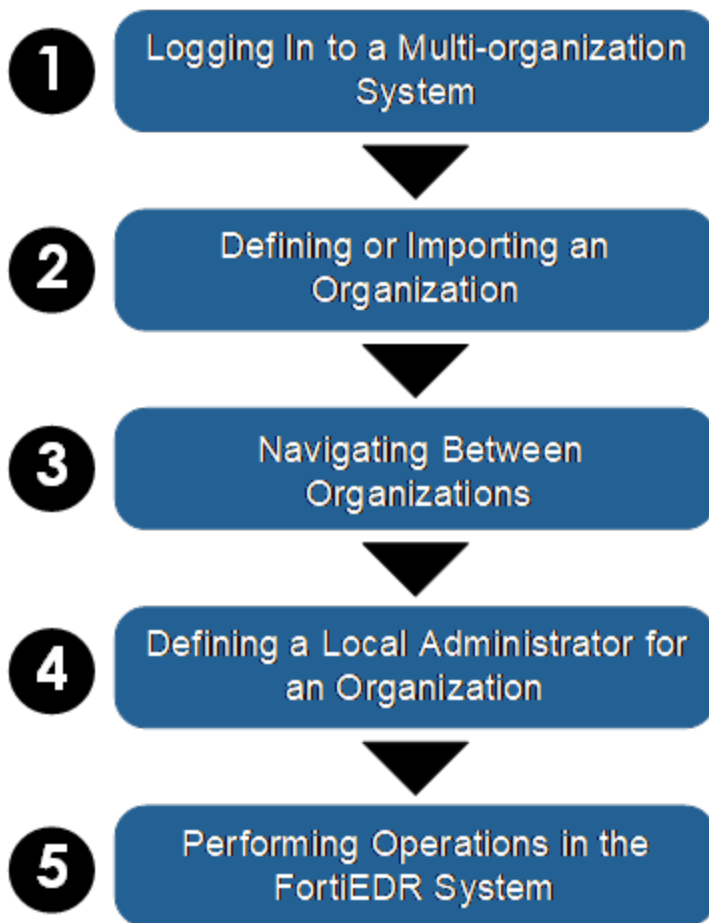 1
Logging In to a Multi-organization
System
2
Defining or Importing an
Organization
3
Navigating Between
Organizations
4
Defining a Local Administrator for
an Organization
5
Performing Operations in the
FortiEDR System